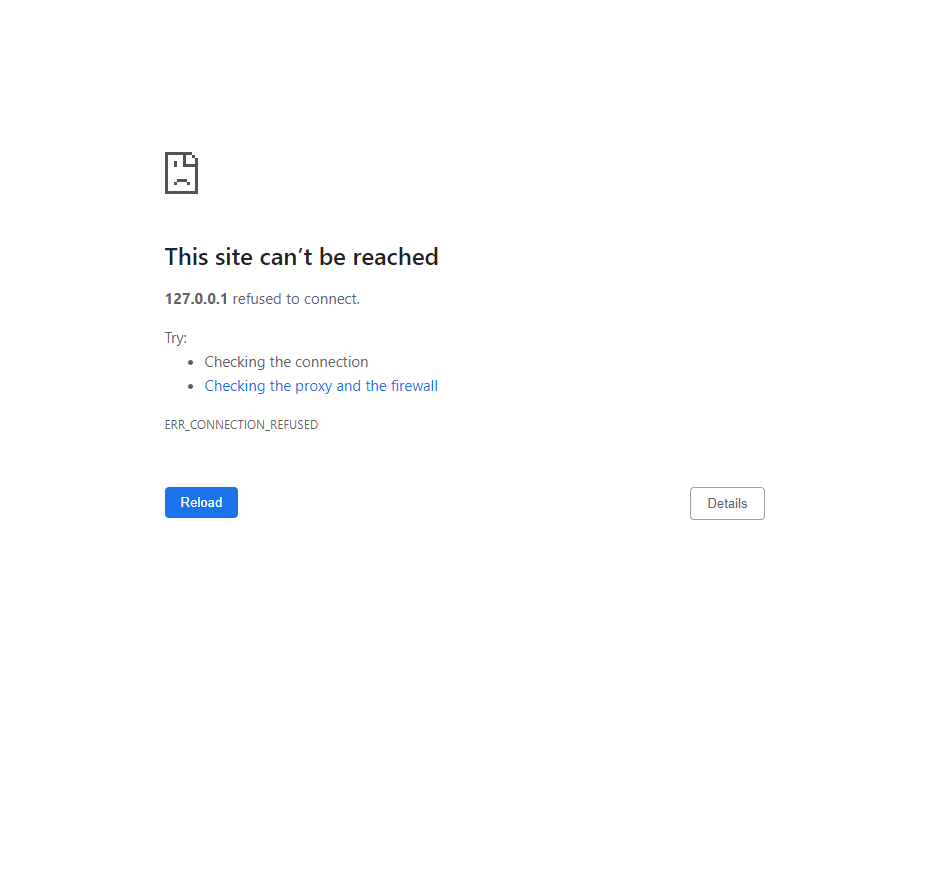 This site can’t be reached
127.0.0.1 refused to connect.
Try:
• Checking the connection
• Checking the proxy and the firewall
ERR_CONNECTION_REFUSED
Reload
Details